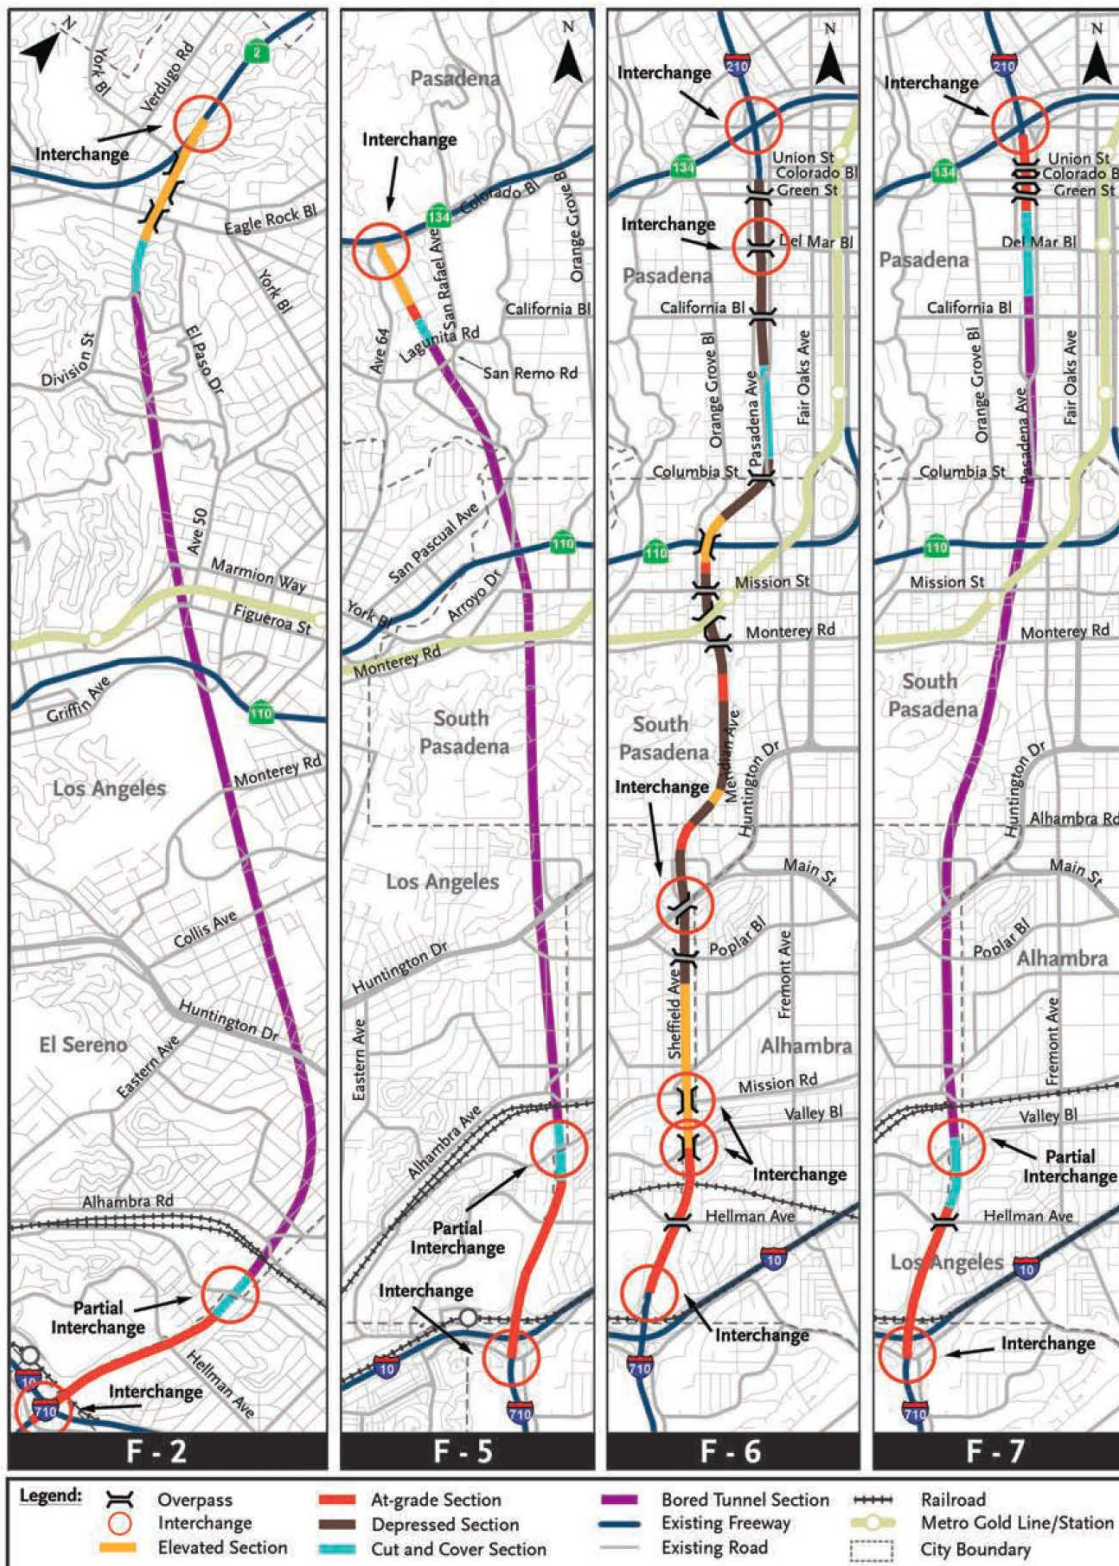 N
York Bl
Verdugo Rd
2
Interchange
Eagle Rock Bl
York Bl
El Paso Dr
Division St
Ave 50
Marmion Way
Figueroa St
Griffin Ave
110
Los Angeles
Monterey Rd
Collis Ave
Huntington Dr
El Sereno
Eastern Ave
Alhambra Rd
Partial
Interchange
Hellman Ave
10
Interchange
710
F - 2
N
Pasadena
Interchange
Colorado Bl
134
Orange Grove Bl
San Rafael Ave
California Bl
Ave 64
Lagunita Rd
San Remo Rd
San Pascual Ave
110
Arroyo Dr
York Bl
Monterey Rd
South
Pasadena
Los Angeles
Huntington Dr
Eastern Ave
Alhambra Ave
Partial
Interchange
Interchange
10
710
F - 5
210
N
Interchange
Union St
Colorado Bl
134
Green St
Interchange
Del Mar Bl
Pasadena
California Bl
Orange Grove Bl
Pasadena Ave
Fair Oaks Ave
Columbia St
110
Mission St
Monterey Rd
South
Pasadena
Meridian Ave
Huntington Dr
Interchange
Main St
Poplar Bl
Sheffield Ave
Fremont Ave
Alhambra
Mission Rd
Valley Bl
Interchange
Hellman Ave
10
Interchange
710
F - 6
210
N
Interchange
Union St
Colorado Bl
134
Green St
Del Mar Bl
Pasadena
California Bl
Orange Grove Bl
Pasadena Ave
Fair Oaks Ave
Columbia St
110
Mission St
Monterey Rd
South
Pasadena
Huntington Dr
Alhambra Rd
Main St
Poplar Bl
Alhambra
Fremont Ave
Valley Bl
Partial
Interchange
Hellman Ave
Los Angeles
10
Interchange
710
F - 7
Legend:
Overpass
At-grade Section
Bored Tunnel Section
Railroad
Interchange
Depressed Section
Existing Freeway
Metro Gold Line/Station
Elevated Section
Cut and Cover Section
Existing Road
City Boundary